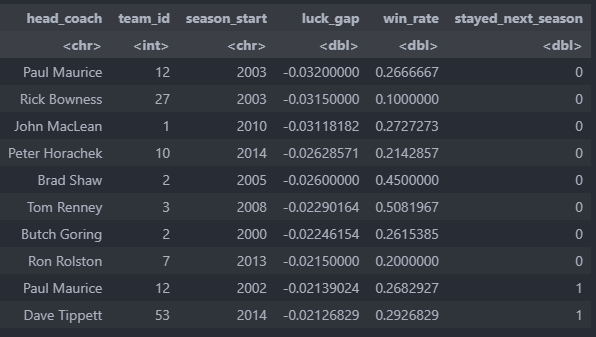 head_coach team_id season_start luck_gap win_rate stayed_next_season
<chr> <int> <chr> <dbl> <dbl> <dbl>
Paul Maurice 12 2003 -0.03200000 0.2666667 0
Rick Bowness 27 2003 -0.03150000 0.1000000 0
John MacLean 1 2010 -0.03118182 0.2727273 0
Peter Horachek 10 2014 -0.02628571 0.2142857 0
Brad Shaw 2 2005 -0.02600000 0.4500000 0
Tom Renney 3 2008 -0.02290164 0.5081967 0
Butch Goring 2 2000 -0.02246154 0.2615385 0
Ron Rolston 7 2013 -0.02150000 0.2000000 0
Paul Maurice 12 2002 -0.02139024 0.2682927 1
Dave Tippett 53 2014 -0.02126829 0.2926829 1